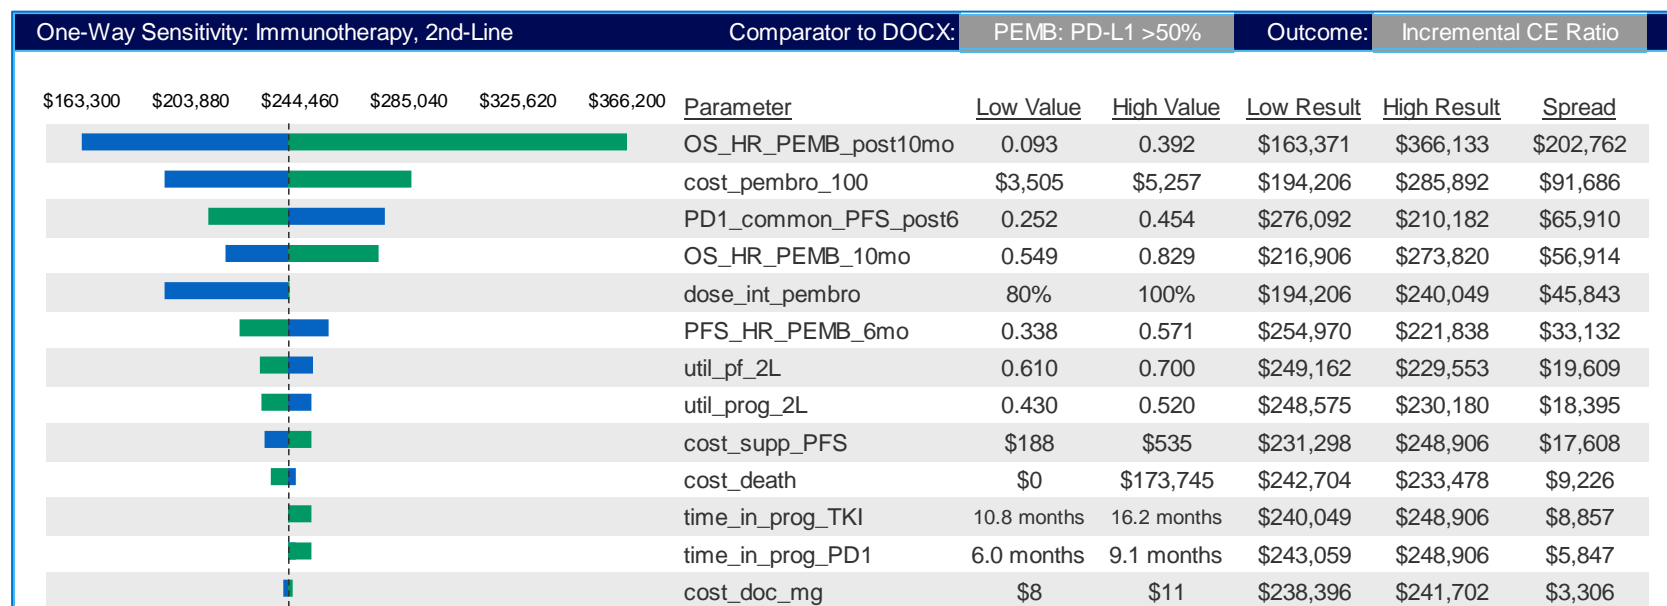 One-Way Sensitivity: Immunotherapy, 2nd-Line Comparator to DOCX: PEMB: PD-L1 >50% Outcome: Incremental CE Ratio
$163,300 $203,880 $244,460 $285,040 $325,620 $366,200 Parameter Low Value High Value Low Result High Result Spread
OS_HR_PEMB_post10mo 0.093 0.392 $163,371 $366,133 $202,762
cost_pembro_100 $3,505 $5,257 $194,206 $285,892 $91,686
PD1_common_PFS_post6 0.252 0.454 $276,092 $210,182 $65,910
OS_HR_PEMB_10mo 0.549 0.829 $216,906 $273,820 $56,914
dose_int_pembro 80% 100% $194,206 $240,049 $45,843
PFS_HR_PEMB_6mo 0.338 0.571 $254,970 $221,838 $33,132
util_pf_2L 0.610 0.700 $249,162 $229,553 $19,609
util_prog_2L 0.430 0.520 $248,575 $230,180 $18,395
cost_supp_PFS $188 $535 $231,298 $248,906 $17,608
cost_death $0 $173,745 $242,704 $233,478 $9,226
time_in_prog_TKI 10.8 months 16.2 months $240,049 $248,906 $8,857
time_in_prog_PD1 6.0 months 9.1 months $243,059 $248,906 $5,847
cost_doc_mg $8 $11 $238,396 $241,702 $3,306